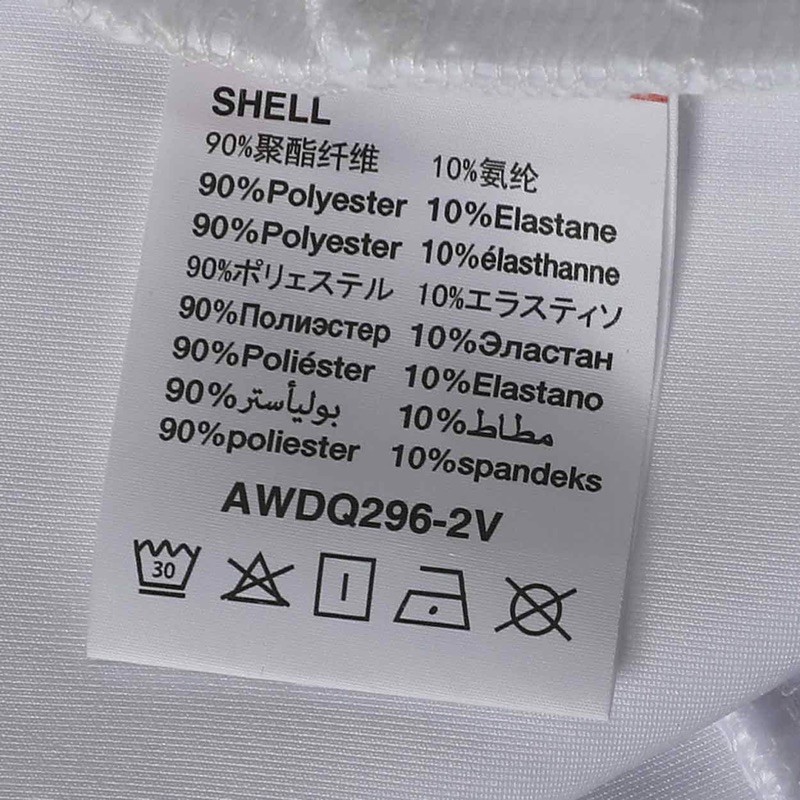 SHELL
90%聚酯纤维 10%氨纶
90%Polyester 10%Elastane
90%Polyester 10%élasthanne
90%ポリェステル 10%エラスティソ
90%Полиэстер 10%Эластан
90%Poliéster 10%Elastano
90%بوليأستر 10%مطاط
90%poliester 10%spandeks
AWDQ296-2V
30